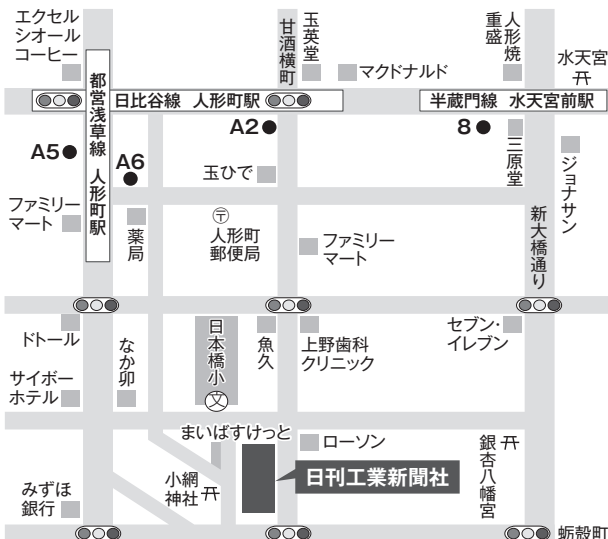 エクセル
シオール
コーヒー
甘酒横町
玉英堂
マクドナルド
人形焼
重盛
水天宮
都営浅草線 人形町駅
日比谷線 人形町駅
半蔵門線 水天宮前駅
A5
A6
A2
8
三原堂
ジョナサン
玉ひで
ファミリー
マート
薬局
〒
人形町
郵便局
ファミリー
マート
新大橋通り
ドトール
なか卯
日本橋小
文
魚久
上野歯科
クリニック
セブン-
イレブン
サイボー
ホテル
まいばすけっと
ローソン
銀杏八幡宮
日刊工業新聞社
小網
神社
みずほ
銀行
蛎殻町